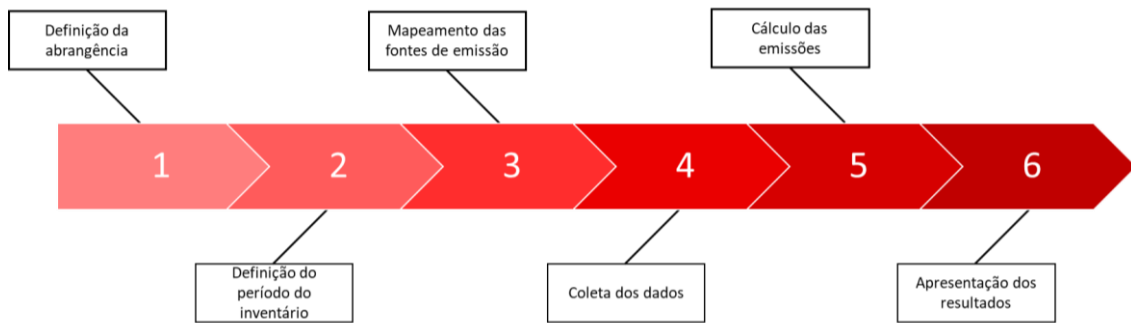 Definição da
abrangência
Mapeamento das
fontes de emissão
Cálculo das
emissões
1
2
3
4
5
6
Definição do
período do
inventário
Coleta dos dados
Apresentação dos
resultados